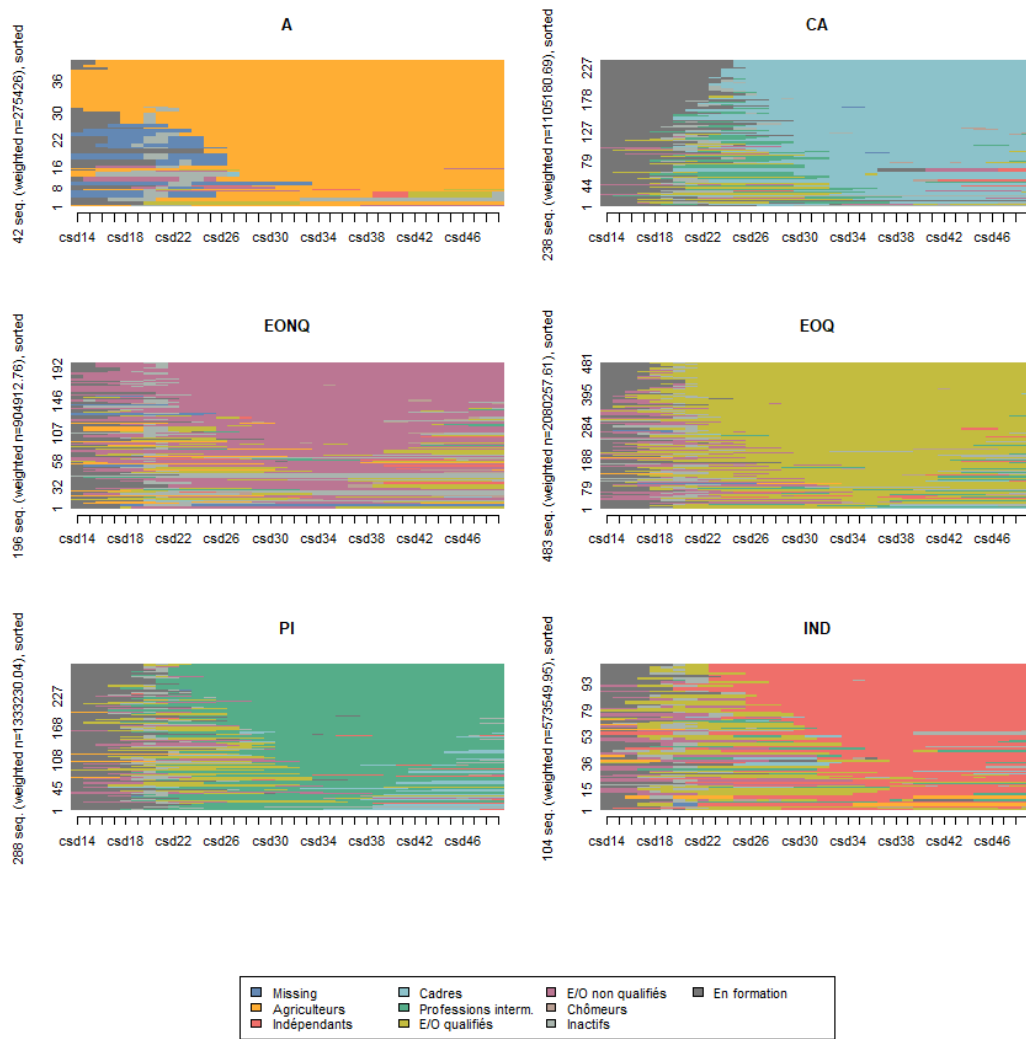 A
42 seq. (weighted n=275426), sorted
1 8 16 22 30 36
csd14 csd18 csd22 csd26 csd30 csd34 csd38 csd42 csd46
CA
238 seq. (weighted n=1105180.69), sorted
1 44 79 127 178 227
csd14 csd18 csd22 csd26 csd30 csd34 csd38 csd42 csd46
EONQ
196 seq. (weighted n=904912.76), sorted
1 32 58 107 146 192
csd14 csd18 csd22 csd26 csd30 csd34 csd38 csd42 csd46
EOQ
483 seq. (weighted n=2080257.61), sorted
1 79 188 284 395 481
csd14 csd18 csd22 csd26 csd30 csd34 csd38 csd42 csd46
PI
288 seq. (weighted n=1333230.04), sorted
1 45 108 168 227
csd14 csd18 csd22 csd26 csd30 csd34 csd38 csd42 csd46
IND
104 seq. (weighted n=573549.95), sorted
1 15 36 53 79 93
csd14 csd18 csd22 csd26 csd30 csd34 csd38 csd42 csd46
Missing Cadres E/O non qualifiés En formation
Agriculteurs Professions interm. Chômeurs
Indépendants E/O qualifiés Inactifs